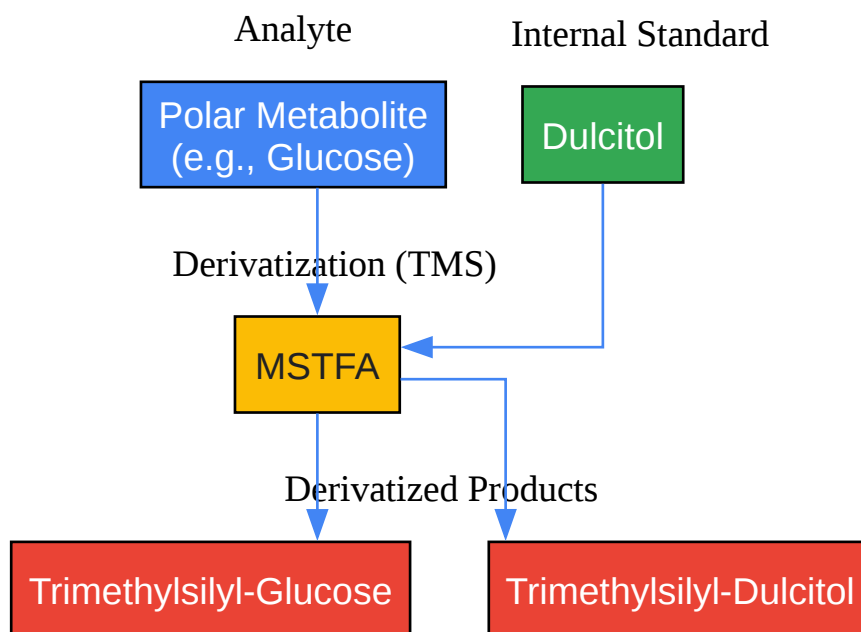 Analyte
Internal Standard
Polar Metabolite
(e.g., Glucose)
Dulcitol
Derivatization (TMS)
MSTFA
Derivatized Products
Trimethylsilyl-Glucose
Trimethylsilyl-Dulcitol